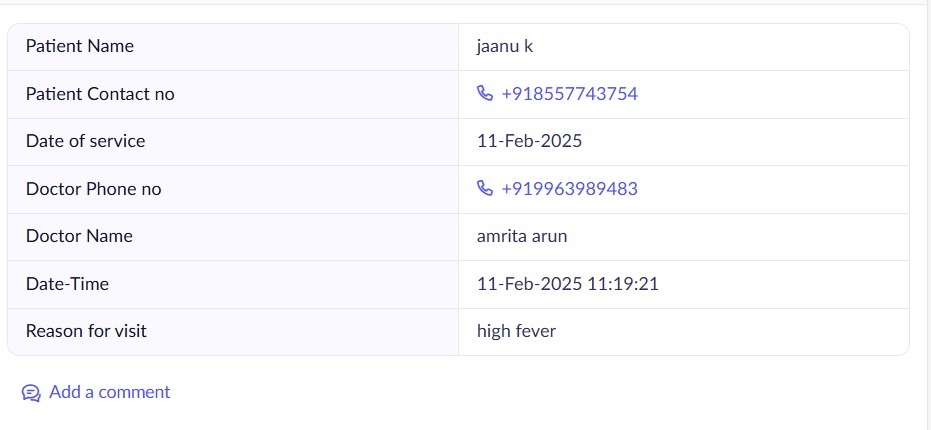 Patient Name jaanu k
Patient Contact no +918557743754
Date of service 11-Feb-2025
Doctor Phone no +919963989483
Doctor Name amrita arun
Date-Time 11-Feb-2025 11:19:21
Reason for visit high fever
Add a comment